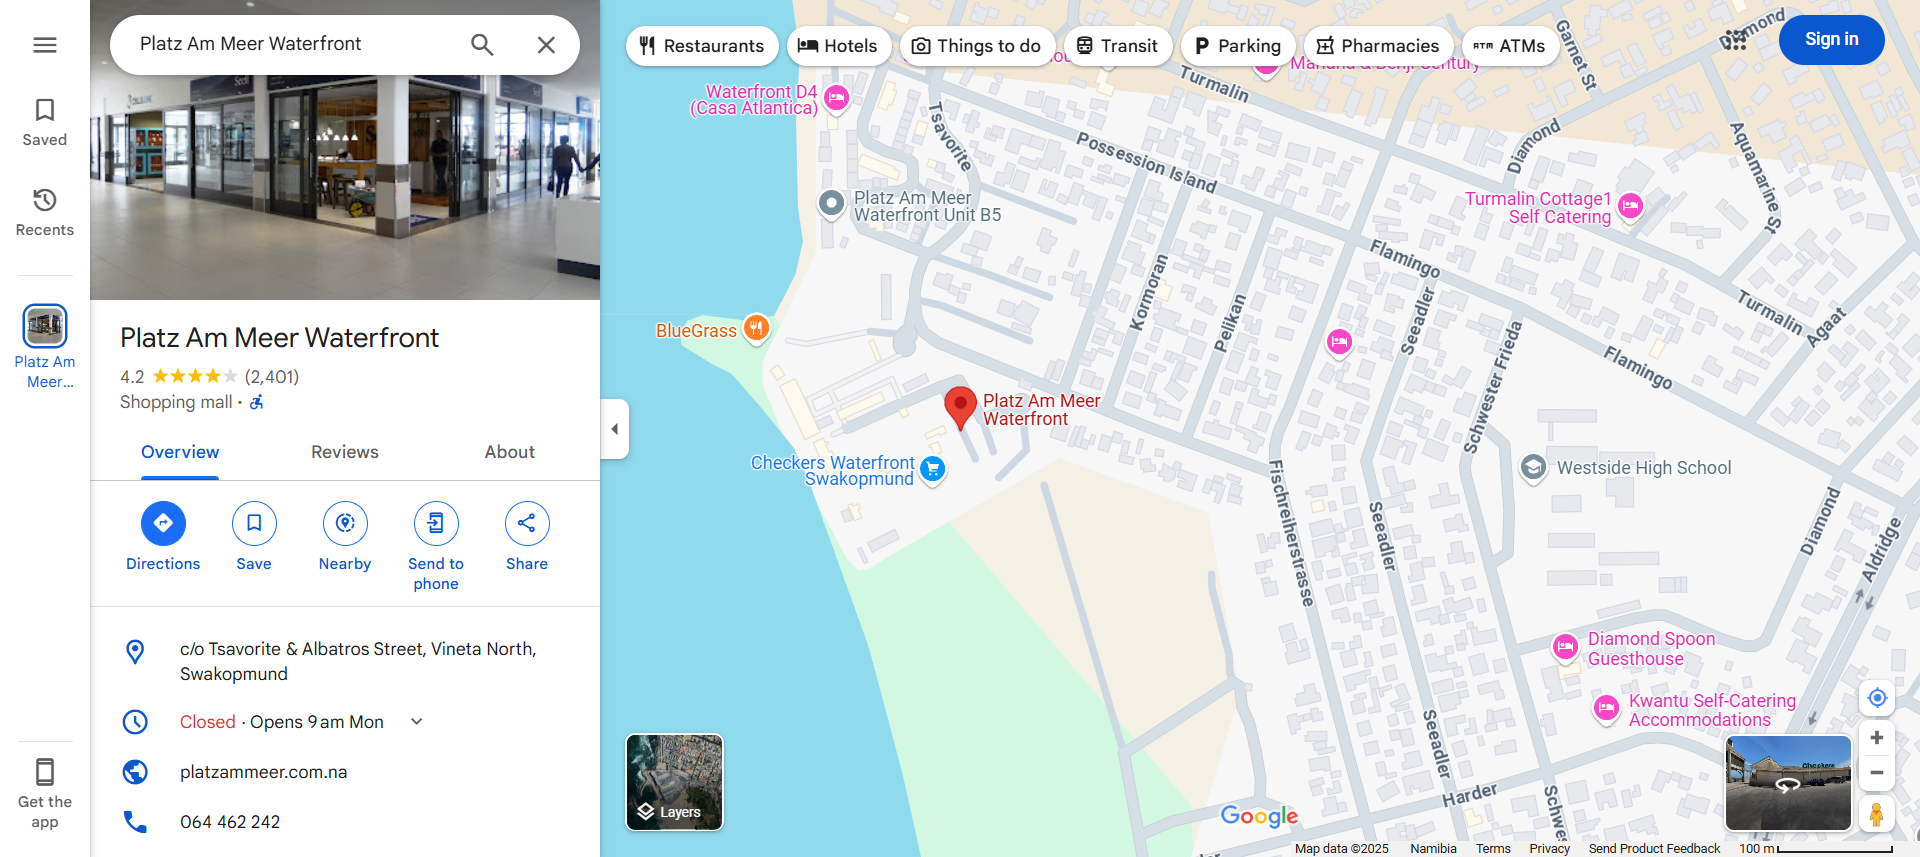 Platz Am Meer Waterfront
Saved
Recents
Platz Am
Meer...
Get the
app
Platz Am Meer Waterfront
4.2 (2,401)
Shopping mall ·
Overview
Reviews
About
Directions
Save
Nearby
Send to
phone
Share
c/o Tsavorite & Albatros Street, Vineta North,
Swakopmund
Closed · Opens 9 am Mon
platzammeer.com.na
064 462 242
Restaurants
Hotels
Things to do
Transit
Parking
Pharmacies
ATM ATMs
Sign in
Waterfront D4
(Casa Atlantica)
Turmalin
Garnet St
Diamond
Tsavorite
Possession Island
Diamond
Aquamarine St
Platz Am Meer
Waterfront Unit B5
Turmalin Cottage1
Self Catering
Flamingo
Kormoran
Pelikan
Seeadler
Turmalin
Agaat
BlueGrass
Schwester Frieda
Flamingo
Platz Am Meer
Waterfront
Checkers Waterfront
Swakopmund
Westside High School
Fischreiherstrasse
Seeadler
Diamond
Aldridge
Diamond Spoon
Guesthouse
Kwantu Self-Catering
Accommodations
Seeadler
Harder
Layers
Checkers
Google
Map data ©2025
Namibia
Terms
Privacy
Send Product Feedback
100 m